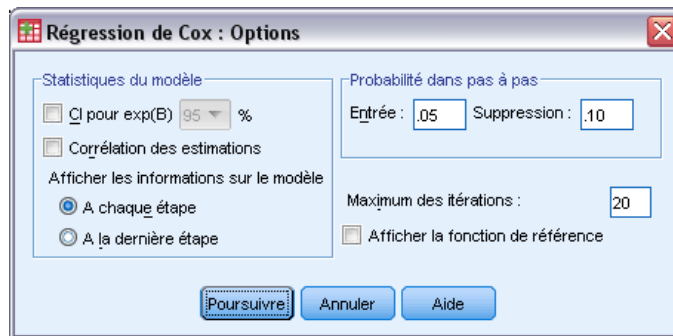 Régression de Cox : Options
Statistiques du modèle
CI pour exp(B) 95 %
Corrélation des estimations
Afficher les informations sur le modèle
A chaque étape
A la dernière étape
Probabilité dans pas à pas
Entrée : .05 Suppression : .10
Maximum des itérations : 20
Afficher la fonction de référence
Poursuivre Annuler Aide